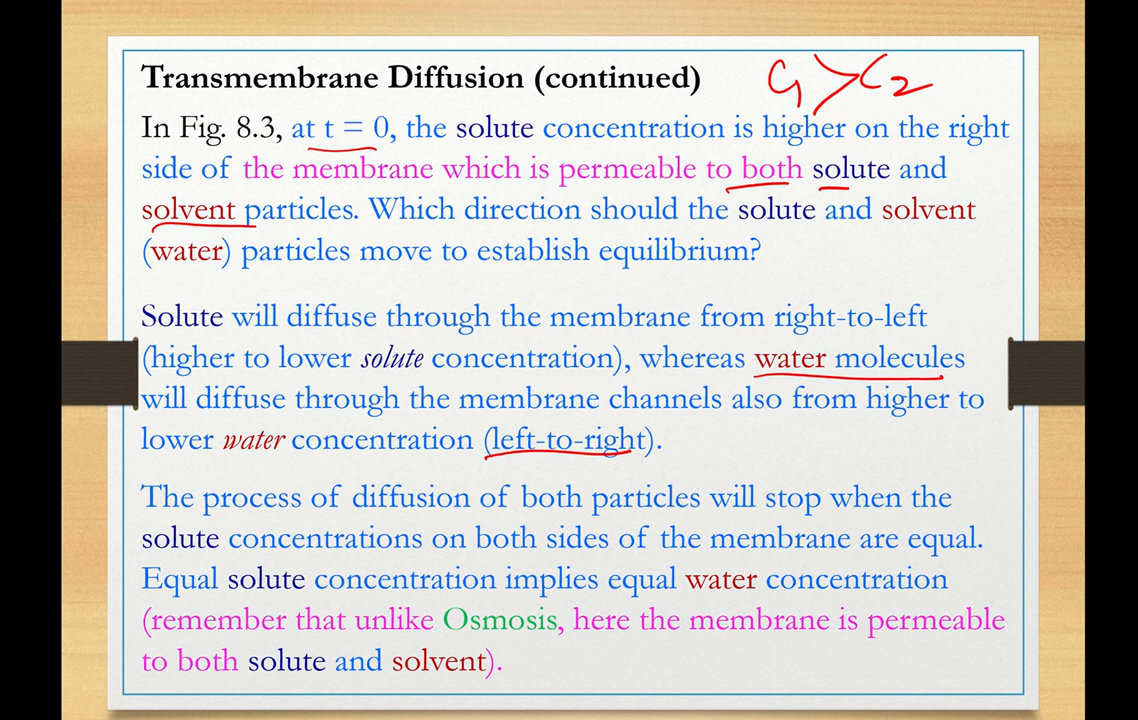 Transmembrane Diffusion (continued)
C₁ > C₂
In Fig. 8.3, at t = 0, the solute concentration is higher on the right
side of the membrane which is permeable to both solute and
solvent particles. Which direction should the solute and solvent
(water) particles move to establish equilibrium?
Solute will diffuse through the membrane from right-to-left
(higher to lower solute concentration), whereas water molecules
will diffuse through the membrane channels also from higher to
lower water concentration (left-to-right).
The process of diffusion of both particles will stop when the
solute concentrations on both sides of the membrane are equal.
Equal solute concentration implies equal water concentration
(remember that unlike Osmosis, here the membrane is permeable
to both solute and solvent).